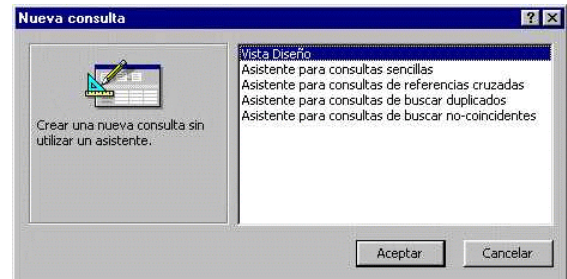 Nueva consulta
Vista Diseño
Asistente para consultas sencillas
Asistente para consultas de referencias cruzadas
Asistente para consultas de buscar duplicados
Asistente para consultas de buscar no-coincidentes
Crear una nueva consulta sin
utilizar un asistente.
Aceptar
Cancelar